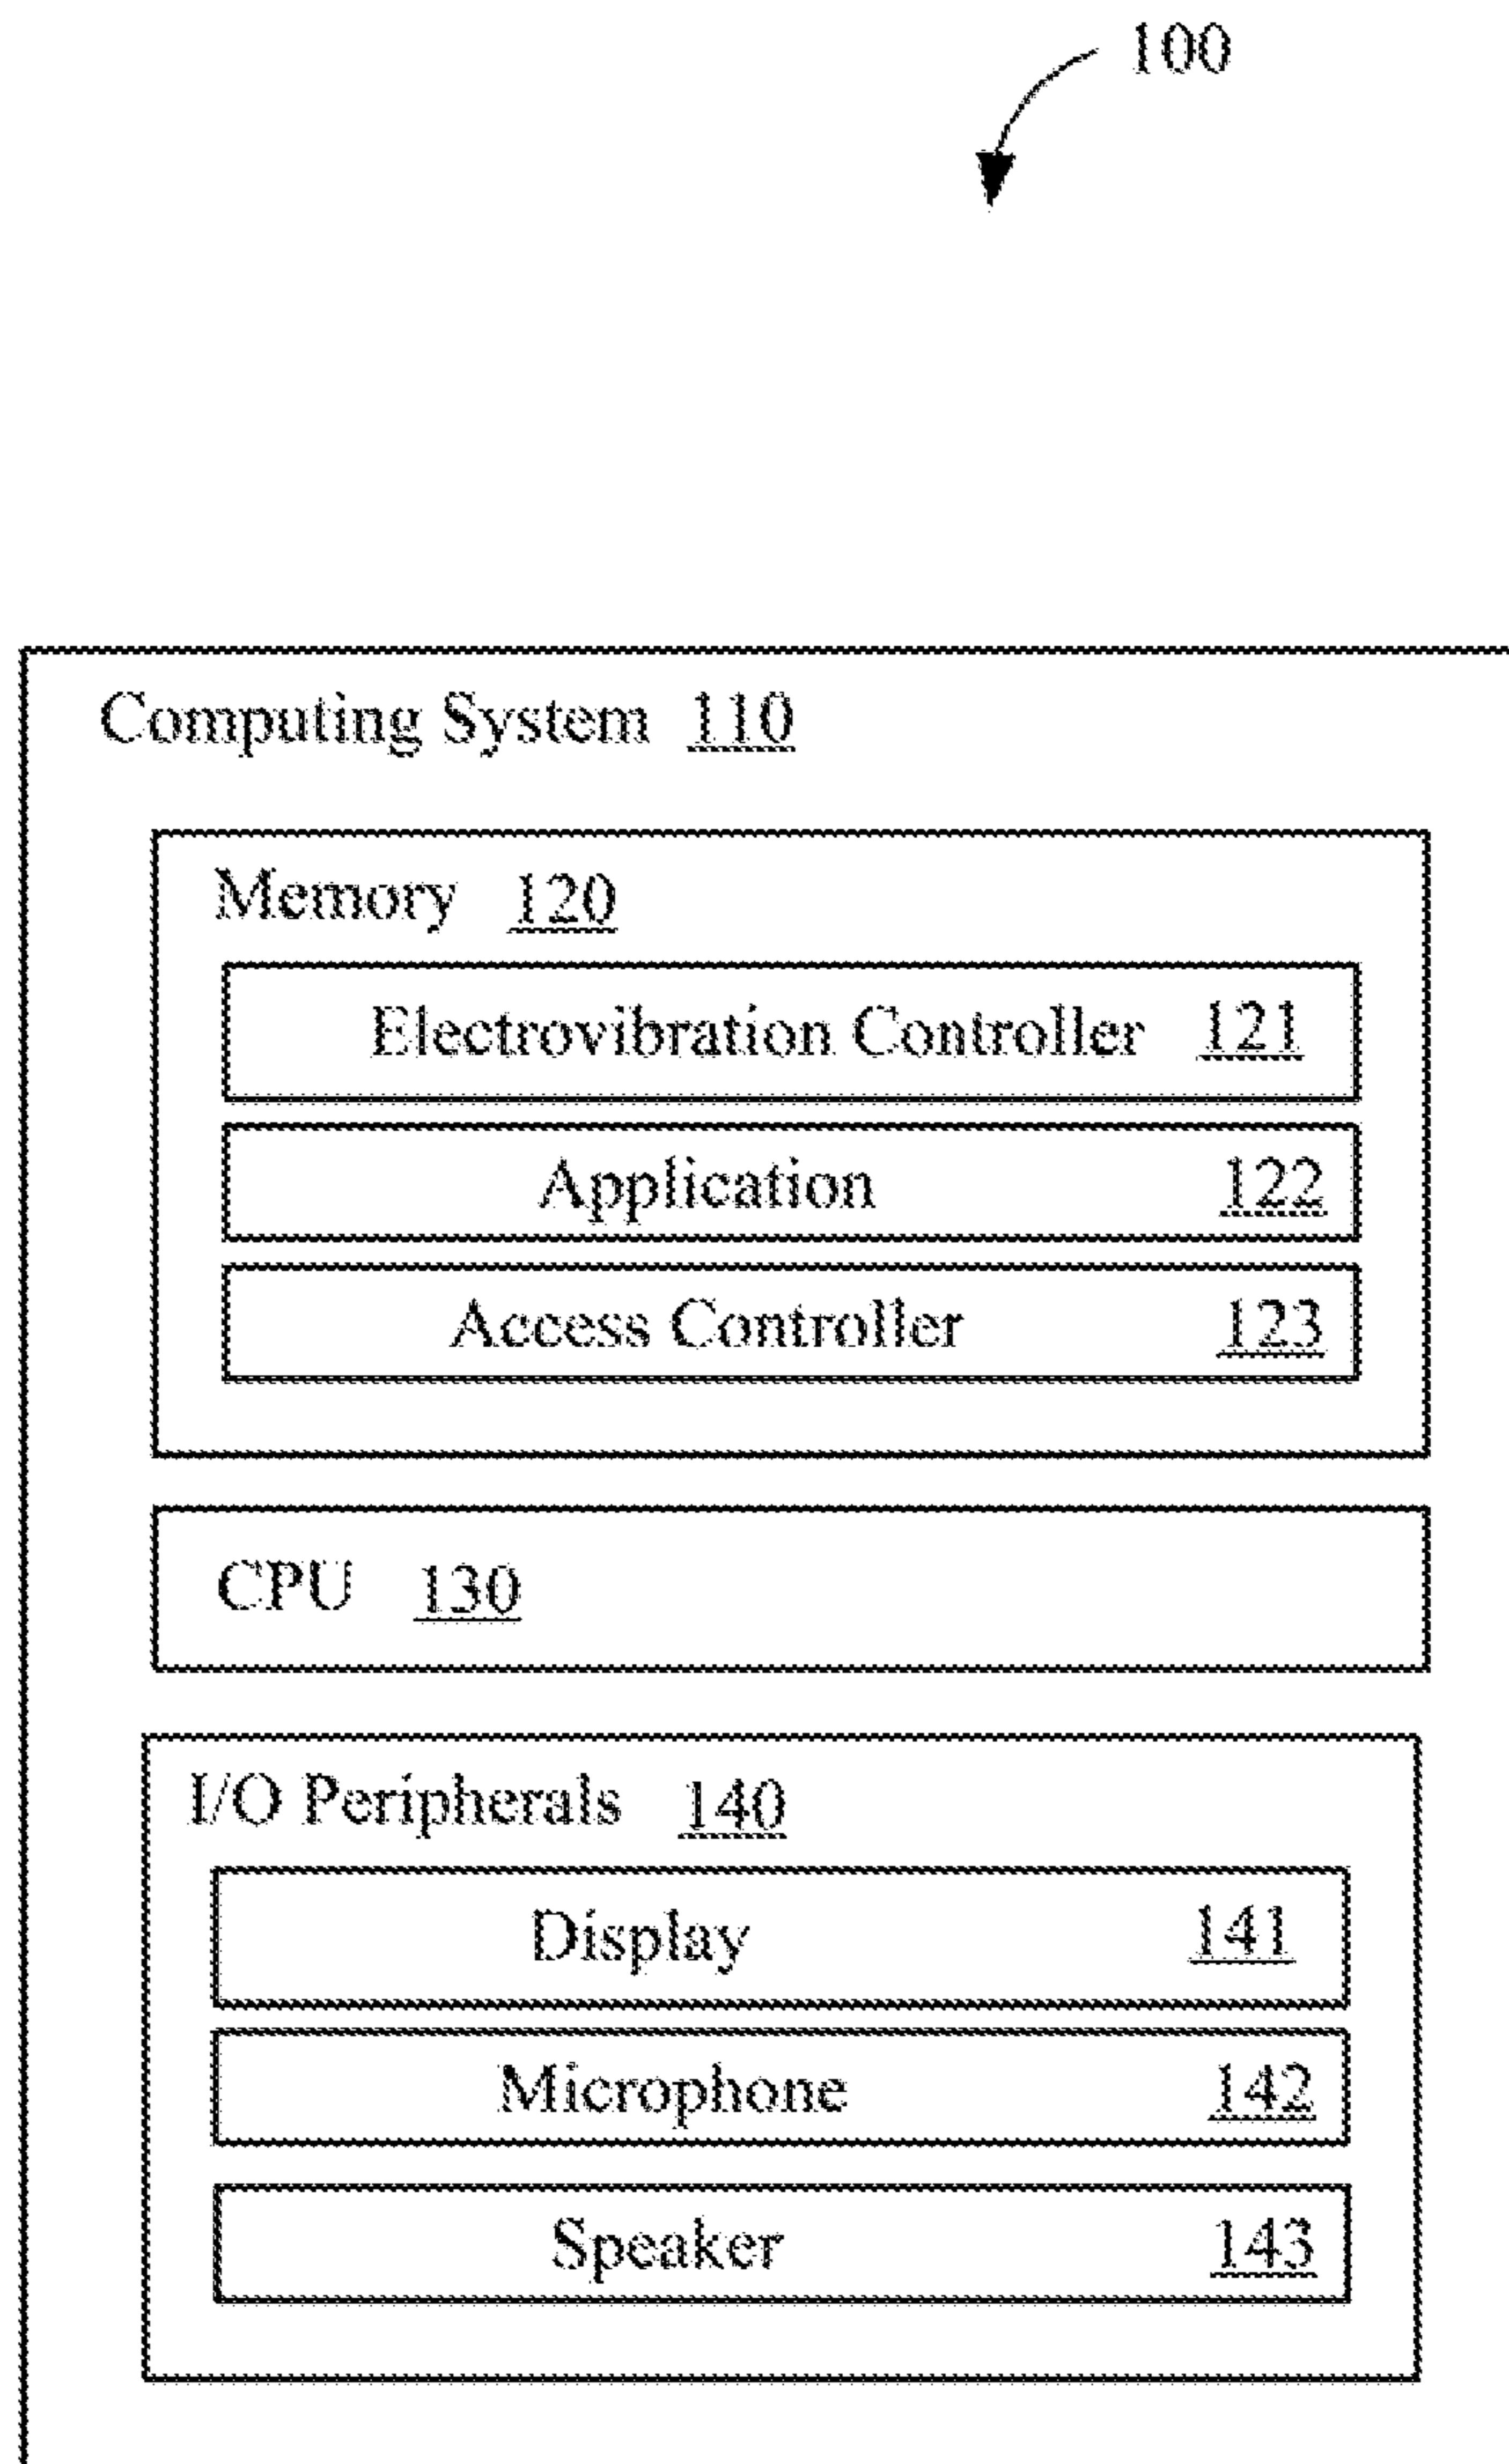 100
Computing System 110
Memory 120
Electrovibration Controller 121
Application 122
Access Controller 123
CPU 130
I/O Peripherals 140
Display 141
Microphone 142
Speaker 143